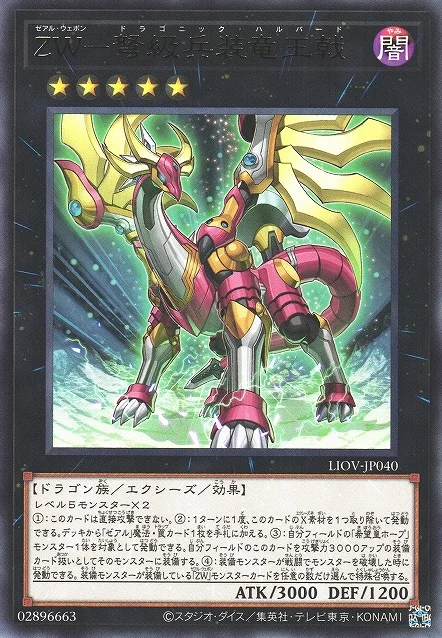 ゼアル・ウェポン ドラゴニック ハルバード
ZW－弩級兵装竜王戟
やみ
闇
LIOV-JP040
【ドラゴン族／エクシーズ／効果】
レベル５モンスター×２
①：このカードは直接攻撃できない。②：１ターンに１度、このカードのＸ素材を１つ取り除いて発動
できる。デッキから「ゼアル」魔法・罠カード１枚を手札に加える。③：自分フィールドの「希望皇ホープ」
モンスター１体を対象として発動できる。自分フィールドのこのカードを攻撃力３０００アップの装備
カード扱いとしてそのモンスターに装備する。④：装備モンスターが戦闘でモンスターを破壊した時に
発動できる。装備モンスターが装備している「ZW」モンスターカードを任意の数だけ選んで特殊召喚する。
ATK/3000 DEF/1200
02896663
©スタジオ・ダイス／集英社・テレビ東京・KONAMI